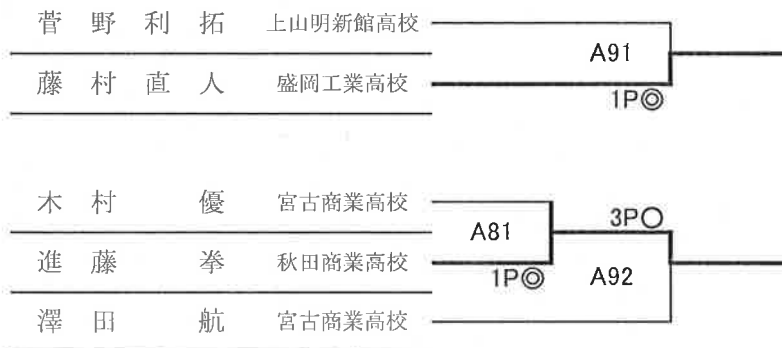 菅野利拓 上山明新館高校
A91
藤村直人 盛岡工業高校
1P◎
木村 優 宮古商業高校
3P○
A81
進藤 拳 秋田商業高校
1P◎ A92
澤田 航 宮古商業高校